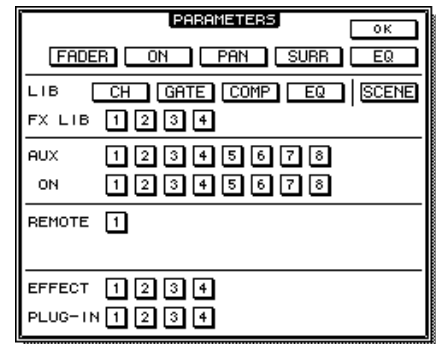 PARAMETERS
OK
FADER ON PAN SURR EQ
LIB CH GATE COMP EQ SCENE
FX LIB 1 2 3 4
AUX 1 2 3 4 5 6 7 8
ON 1 2 3 4 5 6 7 8
REMOTE 1
EFFECT 1 2 3 4
PLUG-IN 1 2 3 4